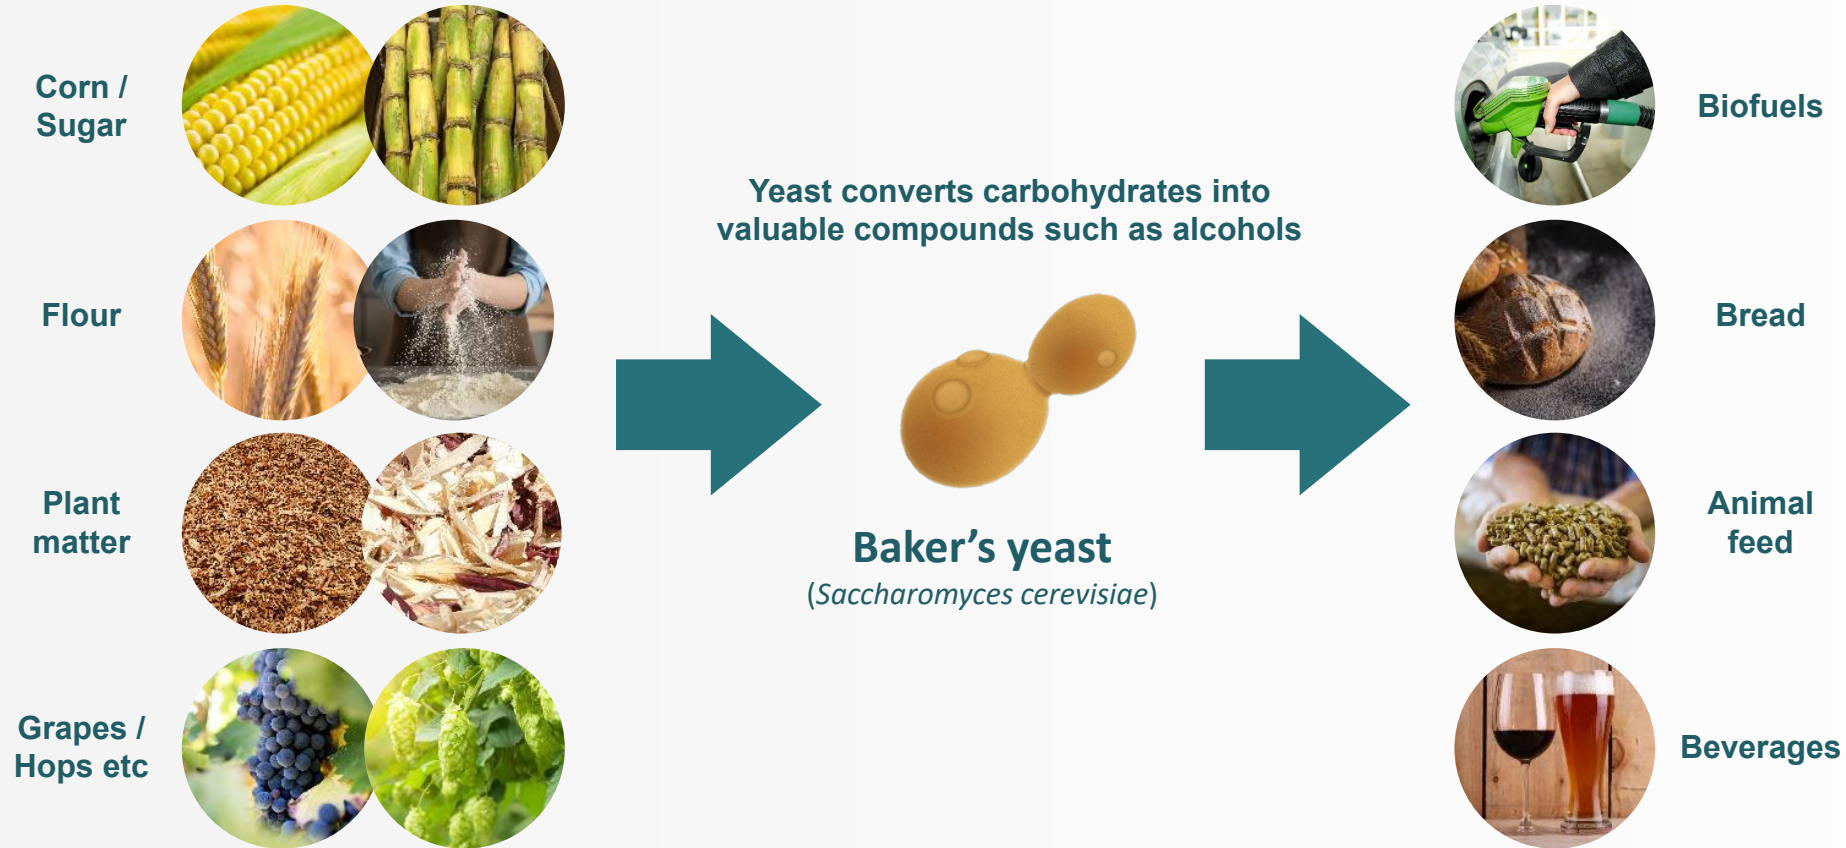 Corn /
Sugar
Flour
Plant
matter
Grapes /
Hops etc
Yeast converts carbohydrates into
valuable compounds such as alcohols
Baker’s yeast
(Saccharomyces cerevisiae)
Biofuels
Bread
Animal
feed
Beverages